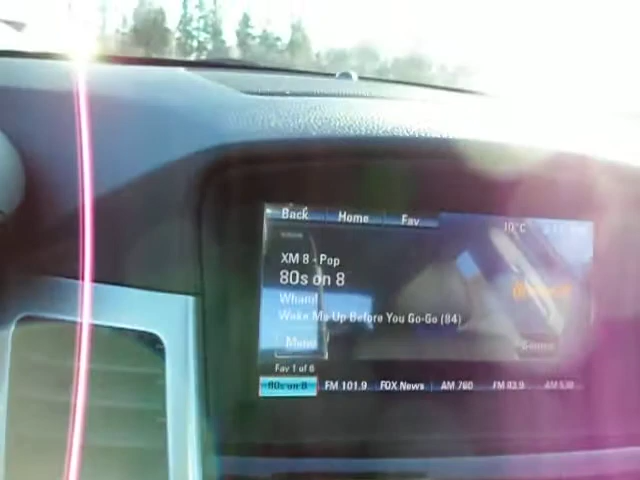 Back Home Fav
10°C
XM 8 - Pop
80s on 8
Wham!
Wake Me Up Before You Go-Go (84)
Menu
Fav 1 of 6
80s on 8 FM 101.9 FOX News AM 760 FM 83.9 AM 530